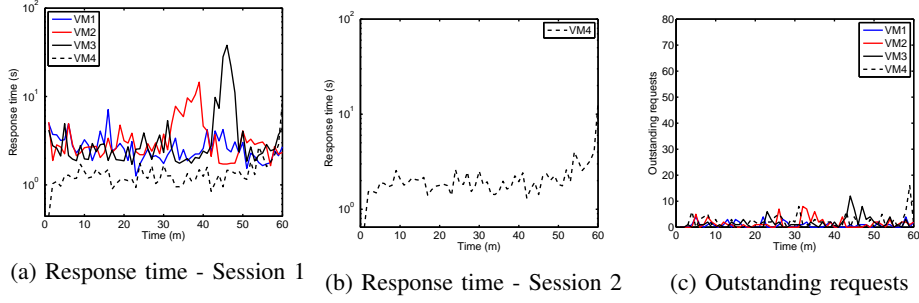 10²
10¹
10⁰
Response time (s)
0 10 20 30 40 50 60
Time (m)
VM1
VM2
VM3
VM4
(a) Response time - Session 1
10²
10¹
10⁰
Response time (s)
0 10 20 30 40 50 60
Time (m)
VM4
(b) Response time - Session 2
80
70
60
50
40
30
20
10
0
Outstanding requests
0 10 20 30 40 50 60
Time (m)
VM1
VM2
VM3
VM4
(c) Outstanding requests